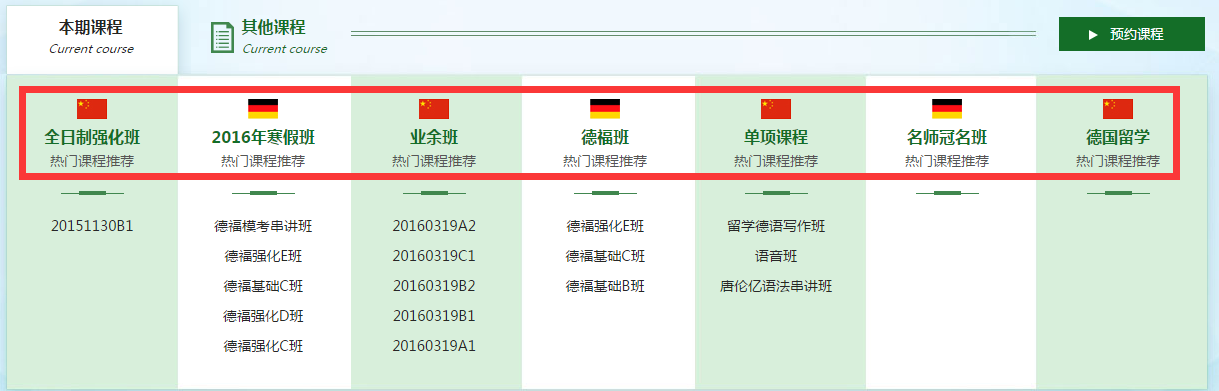 本期课程
Current course
其他课程
Current course
预约课程
全日制强化班
热门课程推荐
20151130B1
2016年寒假班
热门课程推荐
德福模考串讲班
德福强化E班
德福基础C班
德福强化D班
德福强化C班
业余班
热门课程推荐
20160319A2
20160319C1
20160319B2
20160319B1
20160319A1
德福班
热门课程推荐
德福强化E班
德福基础C班
德福基础B班
单项课程
热门课程推荐
留学德语写作班
语音班
唐伦亿语法串讲班
名师冠名班
热门课程推荐
德国留学
热门课程推荐